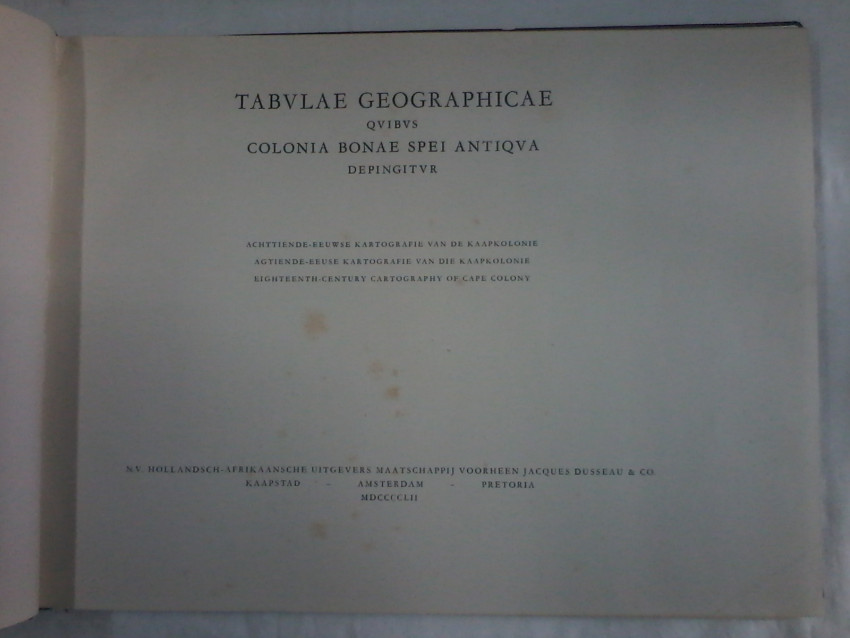 TABVLAE GEOGRAPHICAE
QVIBVS
COLONIA BONAE SPEI ANTIQVA
DEPINGITVR
ACHTTIENDE-EEUWSE KARTOGRAFIE VAN DE KAAPKOLONIE
AGTIENDE-EEUSE KARTOGRAFIE VAN DIE KAAPKOLONIE
EIGHTEENTH-CENTURY CARTOGRAPHY OF CAPE COLONY
N.V. HOLLANDSCH-AFRIKAANSCHE UITGEVERS MAATSCHAPPIJ VOORHEEN JACQUES DUSSEAU & CO.
KAAPSTAD – AMSTERDAM – PRETORIA
MDCCCCLII